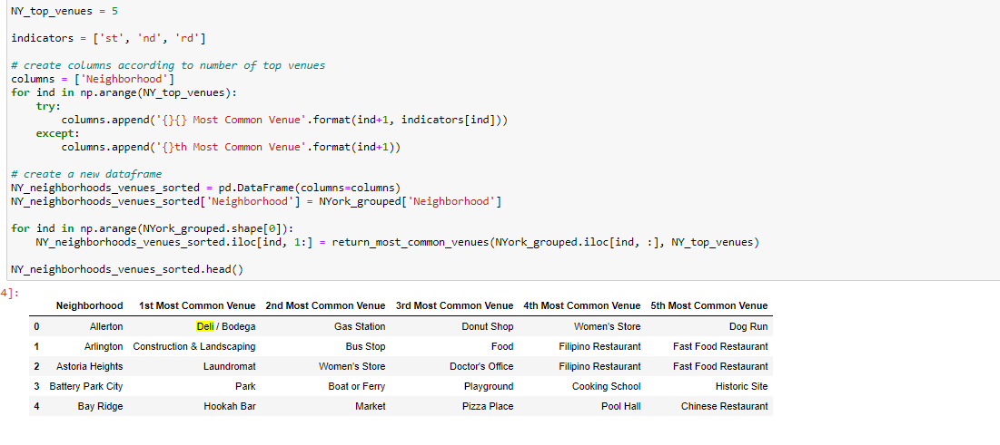 NY_top_venues = 5
indicators = ['st', 'nd', 'rd']
# create columns according to number of top venues
columns = ['Neighborhood']
for ind in np.arange(NY_top_venues):
    try:
        columns.append('{}{} Most Common Venue'.format(ind+1, indicators[ind]))
    except:
        columns.append('{}th Most Common Venue'.format(ind+1))
# create a new dataframe
NY_neighborhoods_venues_sorted = pd.DataFrame(columns=columns)
NY_neighborhoods_venues_sorted['Neighborhood'] = NYork_grouped['Neighborhood']
for ind in np.arange(NYork_grouped.shape[0]):
    NY_neighborhoods_venues_sorted.iloc[ind, 1:] = return_most_common_venues(NYork_grouped.iloc[ind, :], NY_top_venues)
NY_neighborhoods_venues_sorted.head()
4]:
Neighborhood 1st Most Common Venue 2nd Most Common Venue 3rd Most Common Venue 4th Most Common Venue 5th Most Common Venue
0 Allerton Deli / Bodega Gas Station Donut Shop Women's Store Dog Run
1 Arlington Construction & Landscaping Bus Stop Food Filipino Restaurant Fast Food Restaurant
2 Astoria Heights Laundromat Women's Store Doctor's Office Filipino Restaurant Fast Food Restaurant
3 Battery Park City Park Boat or Ferry Playground Cooking School Historic Site
4 Bay Ridge Hookah Bar Market Pizza Place Pool Hall Chinese Restaurant